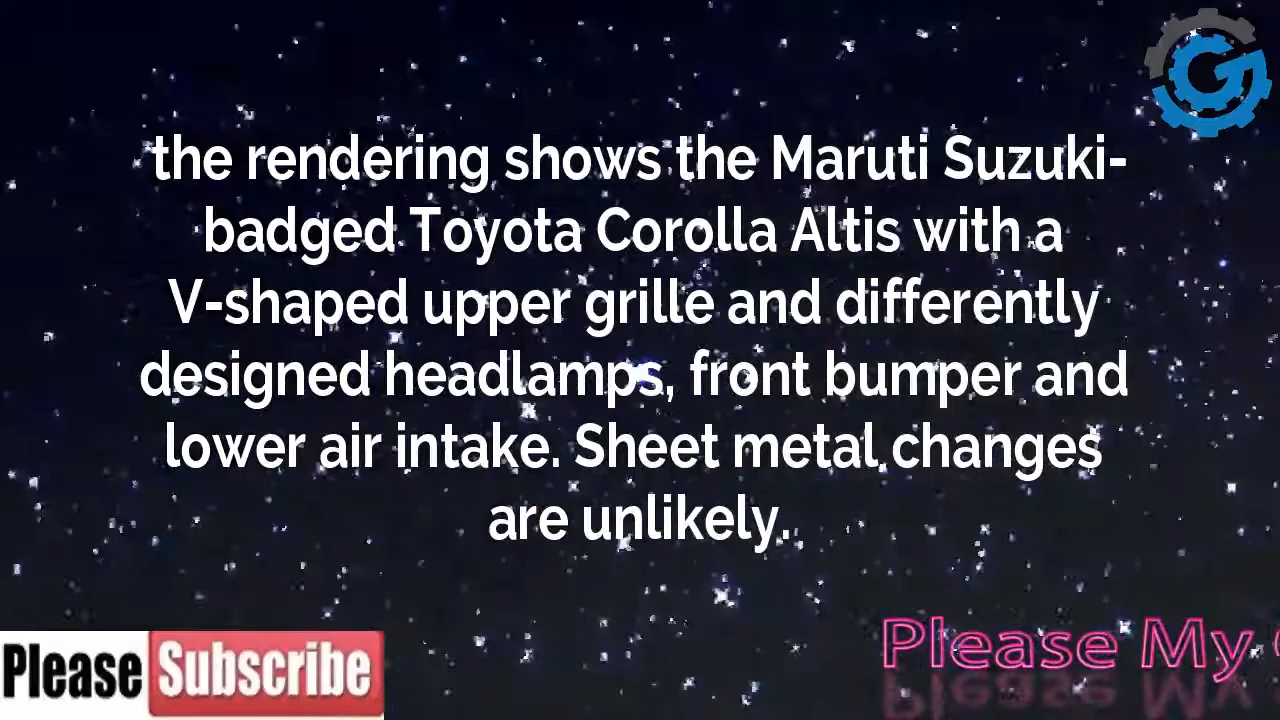 the rendering shows the Maruti Suzuki-
badged Toyota Corolla Altis with a
V-shaped upper grille and differently
designed headlamps, front bumper and
lower air intake. Sheet metal changes
are unlikely.
Please Subscribe
Please My